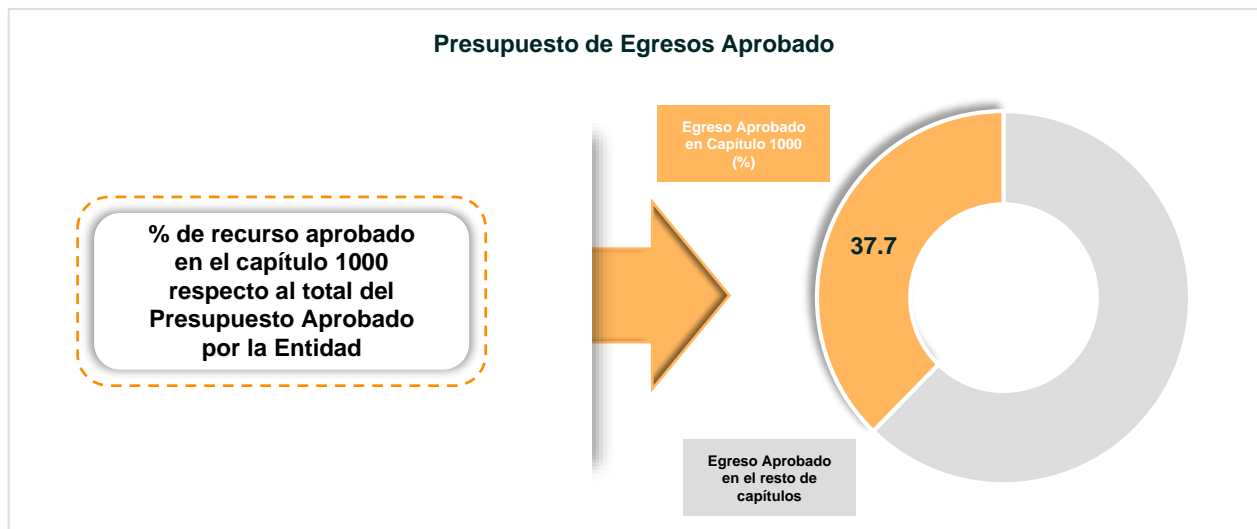 Presupuesto de Egresos Aprobado
Egreso Aprobado
en Capítulo 1000
(%)
% de recurso aprobado
en el capítulo 1000
respecto al total del
Presupuesto Aprobado
por la Entidad
37.7
Egreso Aprobado
en el resto de
capítulos